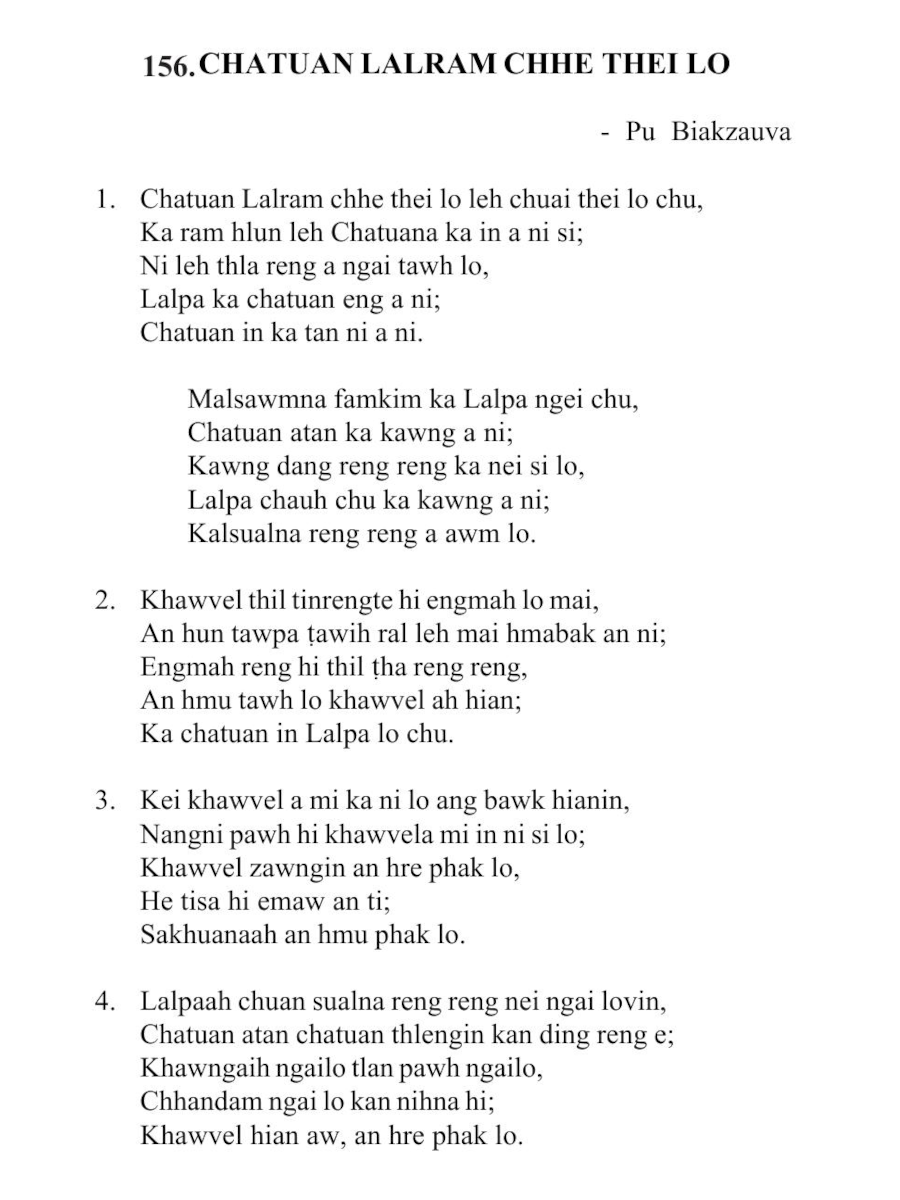 156. CHATUAN LALRAM CHHE THEI LO
- Pu Biakzauva
1. Chatuan Lalram chhe thei lo leh chuai thei lo chu,
Ka ram hlun leh Chatuana ka in a ni si;
Ni leh thla reng a ngai tawh lo,
Lalpa ka chatuan eng a ni;
Chatuan in ka tan ni a ni.
Malsawmna famkim ka Lalpa ngei chu,
Chatuan atan ka kawng a ni;
Kawng dang reng reng ka nei si lo,
Lalpa chauh chu ka kawng a ni;
Kalsualna reng reng a awm lo.
2. Khawvel thil tinrengte hi engmah lo mai,
An hun tawpa ṭawih ral leh mai hmabak an ni;
Engmah reng hi thil ṭha reng reng,
An hmu tawh lo khawvel ah hian;
Ka chatuan in Lalpa lo chu.
3. Kei khawvel a mi ka ni lo ang bawk hianin,
Nangni pawh hi khawvela mi in ni si lo;
Khawvel zawngin an hre phak lo,
He tisa hi emaw an ti;
Sakhuanaah an hmu phak lo.
4. Lalpaah chuan sualna reng reng nei ngai lovin,
Chatuan atan chatuan thlengin kan ding reng e;
Khawngaih ngailo tlan pawh ngailo,
Chhandam ngai lo kan nihna hi;
Khawvel hian aw, an hre phak lo.